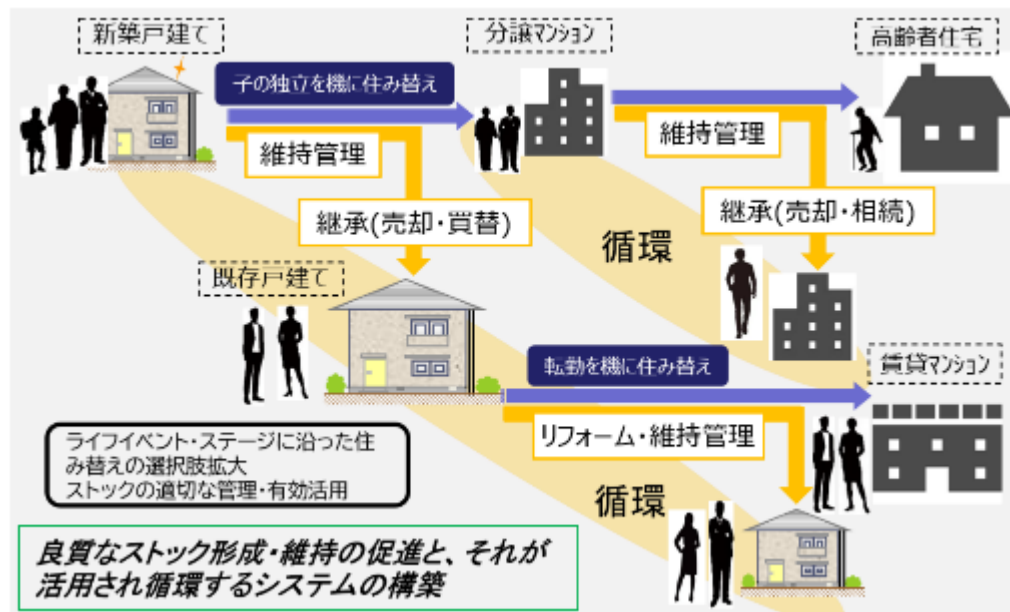 新築戸建て
分譲マンション
高齢者住宅
子の独立を機に住み替え
維持管理
維持管理
継承(売却・買替)
継承(売却・相続)
循環
既存戸建て
転勤を機に住み替え
賃貸マンション
リフォーム・維持管理
ライフイベント・ステージに沿った住
み替えの選択肢拡大
ストックの適切な管理・有効活用
循環
良質なストック形成・維持の促進と、それが
活用され循環するシステムの構築